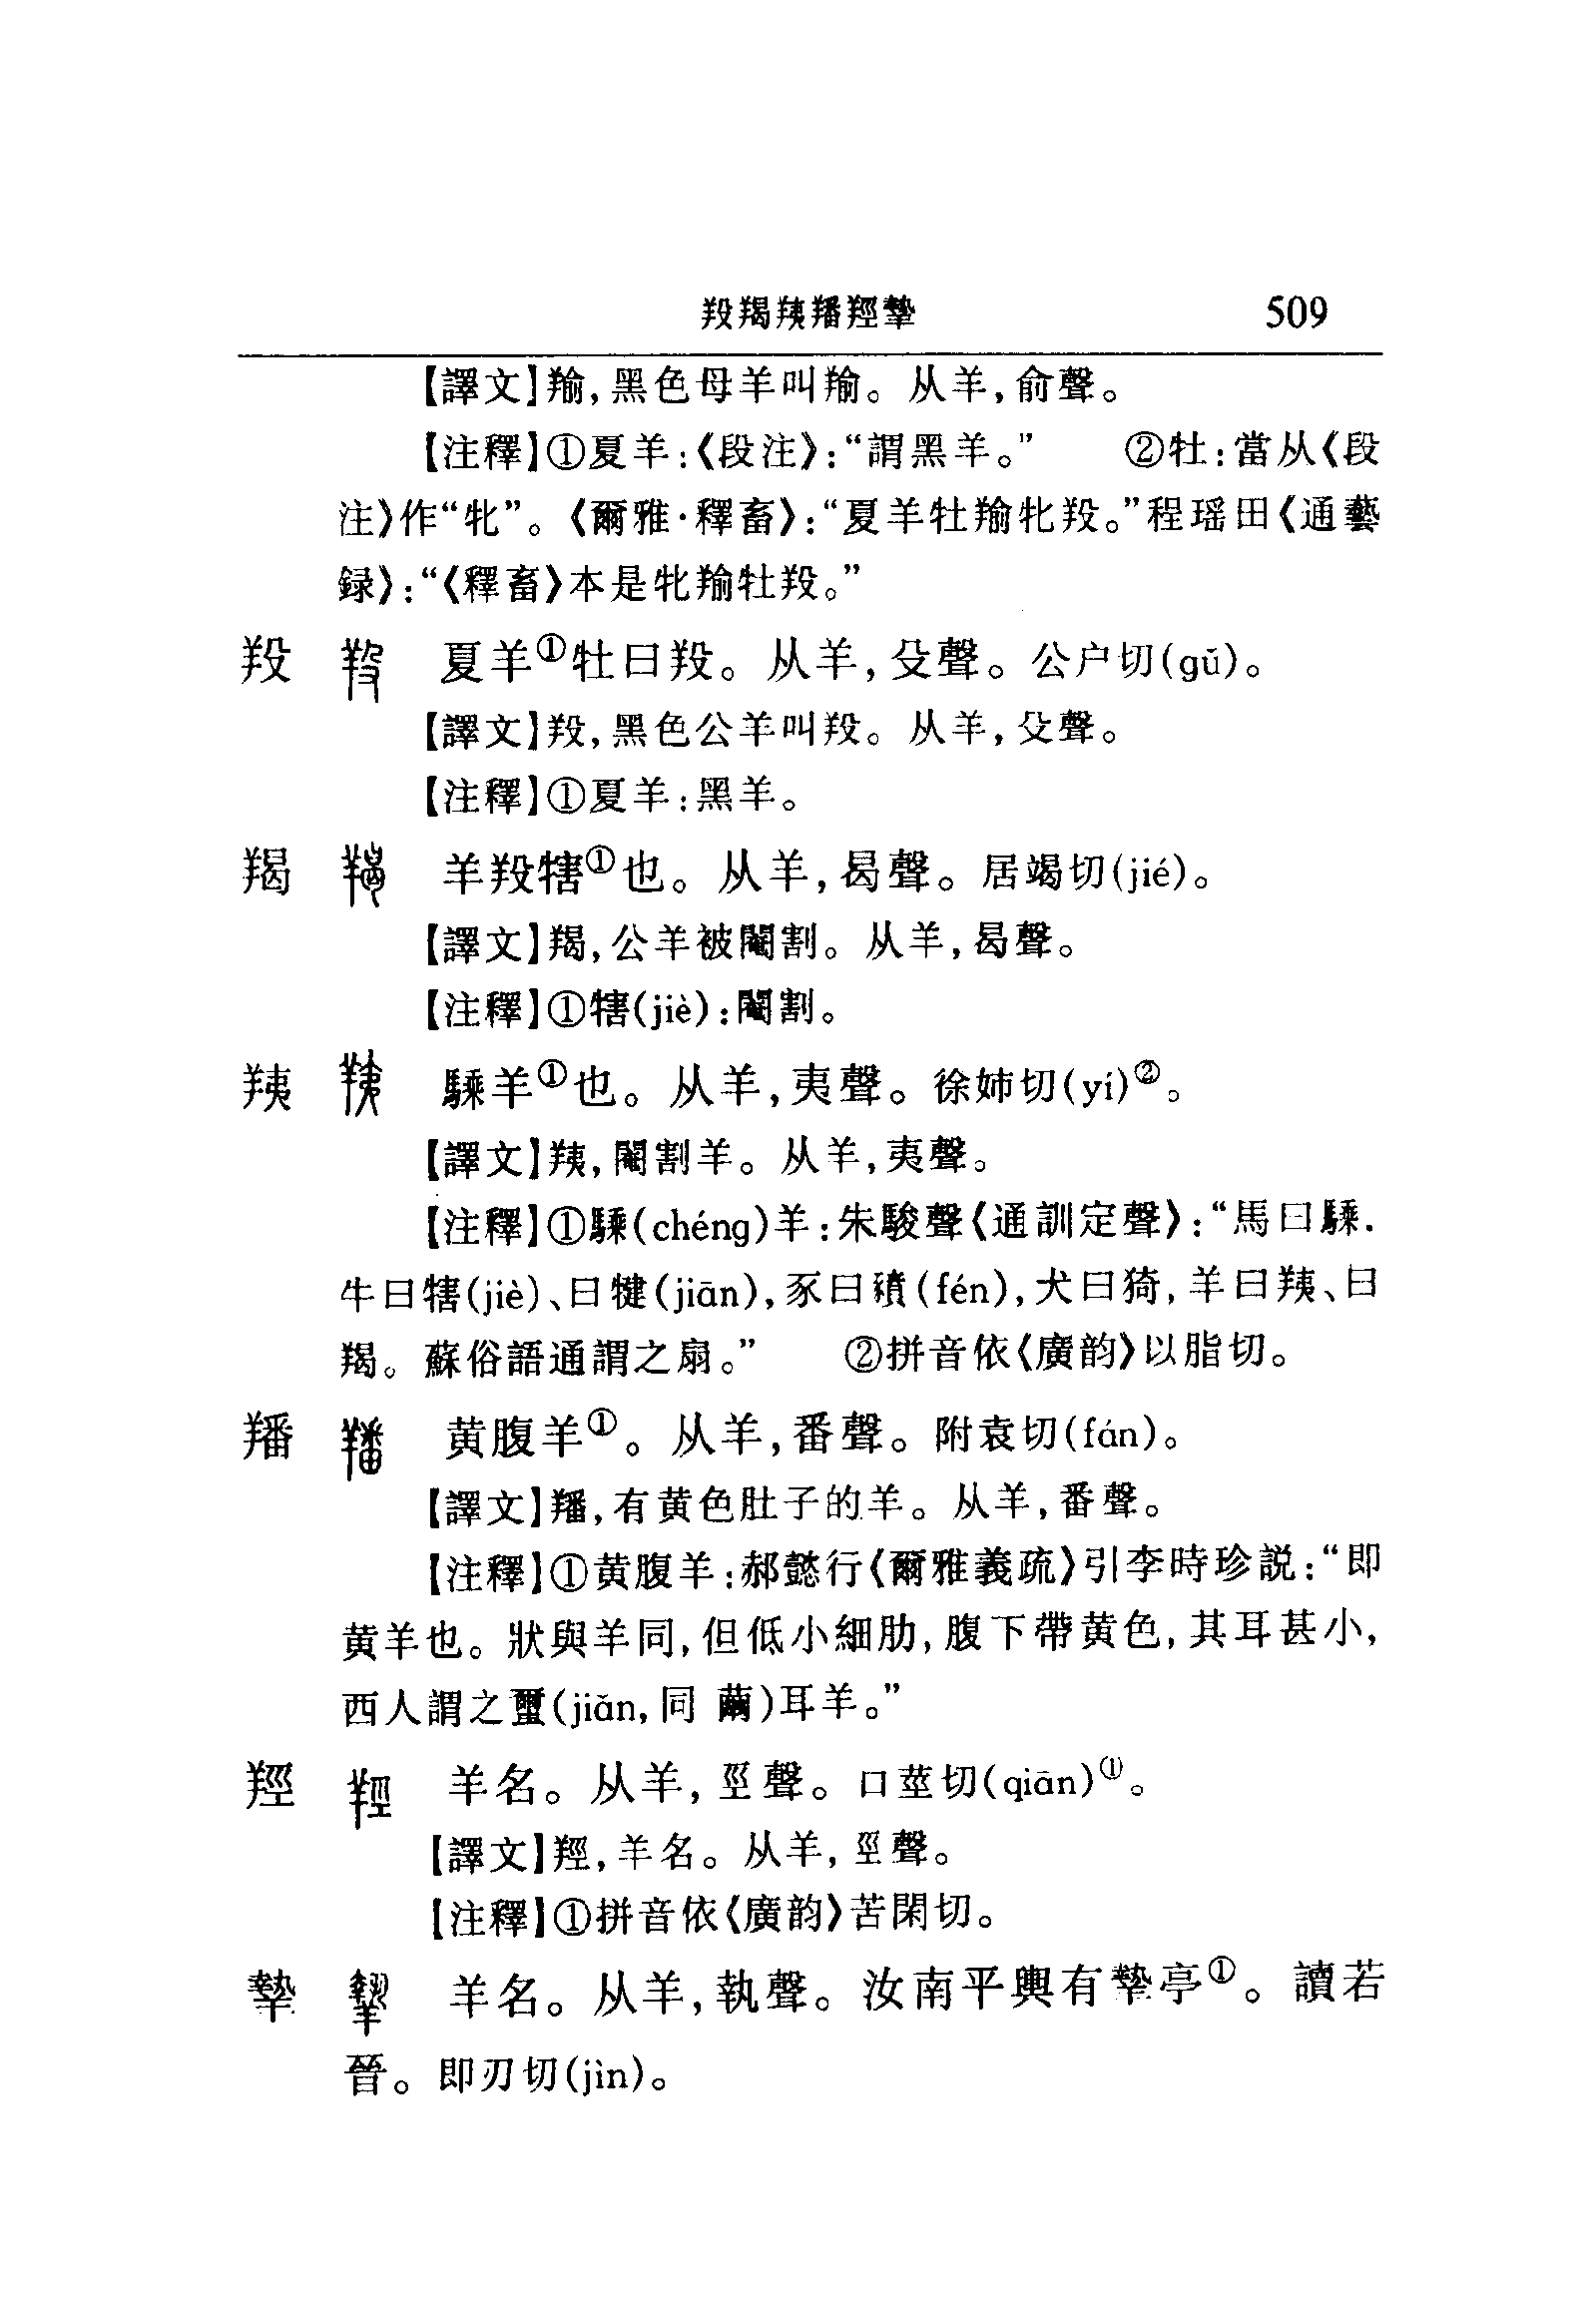 羖羯羠羳羥䍴 509
【譯文】羭,黑色母羊叫羭。从羊,俞聲。
【注釋】①夏羊:《段注》:“謂黑羊。” ②牡:當从《段
注》作“牝”。《爾雅·釋畜》:“夏羊牡羭牝羖。”程瑶田《通藝
録》:“《釋畜》本是牝羭牡羖。”
羖 夏羊①牡曰羖。从羊,殳聲。公户切(gǔ)。
【譯文】羖,黑色公羊叫羖。从羊,殳聲。
【注釋】①夏羊:黑羊。
羯 羊羖犗①也。从羊,曷聲。居竭切(jié)。
【譯文】羯,公羊被閹割。从羊,曷聲。
【注釋】①犗(jiè):閹割。
羠 騬羊①也。从羊,夷聲。徐姊切(yí)②。
【譯文】羠,閹割羊。从羊,夷聲。
【注釋】①騬(chéng)羊:朱駿聲《通訓定聲》:“馬曰騬.
牛曰犗(jiè)、曰犍(jiān),豕曰豶(fén),犬曰猗,羊曰羠、曰
羯。蘇俗語通謂之扇。” ②拼音依《廣韵》以脂切。
羳 黄腹羊①。从羊,番聲。附袁切(fán)。
【譯文】羳,有黄色肚子的羊。从羊,番聲。
【注釋】①黄腹羊:郝懿行《爾雅義疏》引李時珍説:“即
黄羊也。狀與羊同,但低小細肋,腹下帶黄色,其耳甚小,
西人謂之(jiǎn,同 繭)耳羊。”
羥 羊名。从羊,巠聲。口莖切(qiān)①。
【譯文】羥,羊名。从羊,巠聲。
【注釋】①拼音依《廣韵》苦閑切。
䍴 羊名。从羊,執聲。汝南平輿有䍴亭①。讀若
晉。即刃切(jìn)。